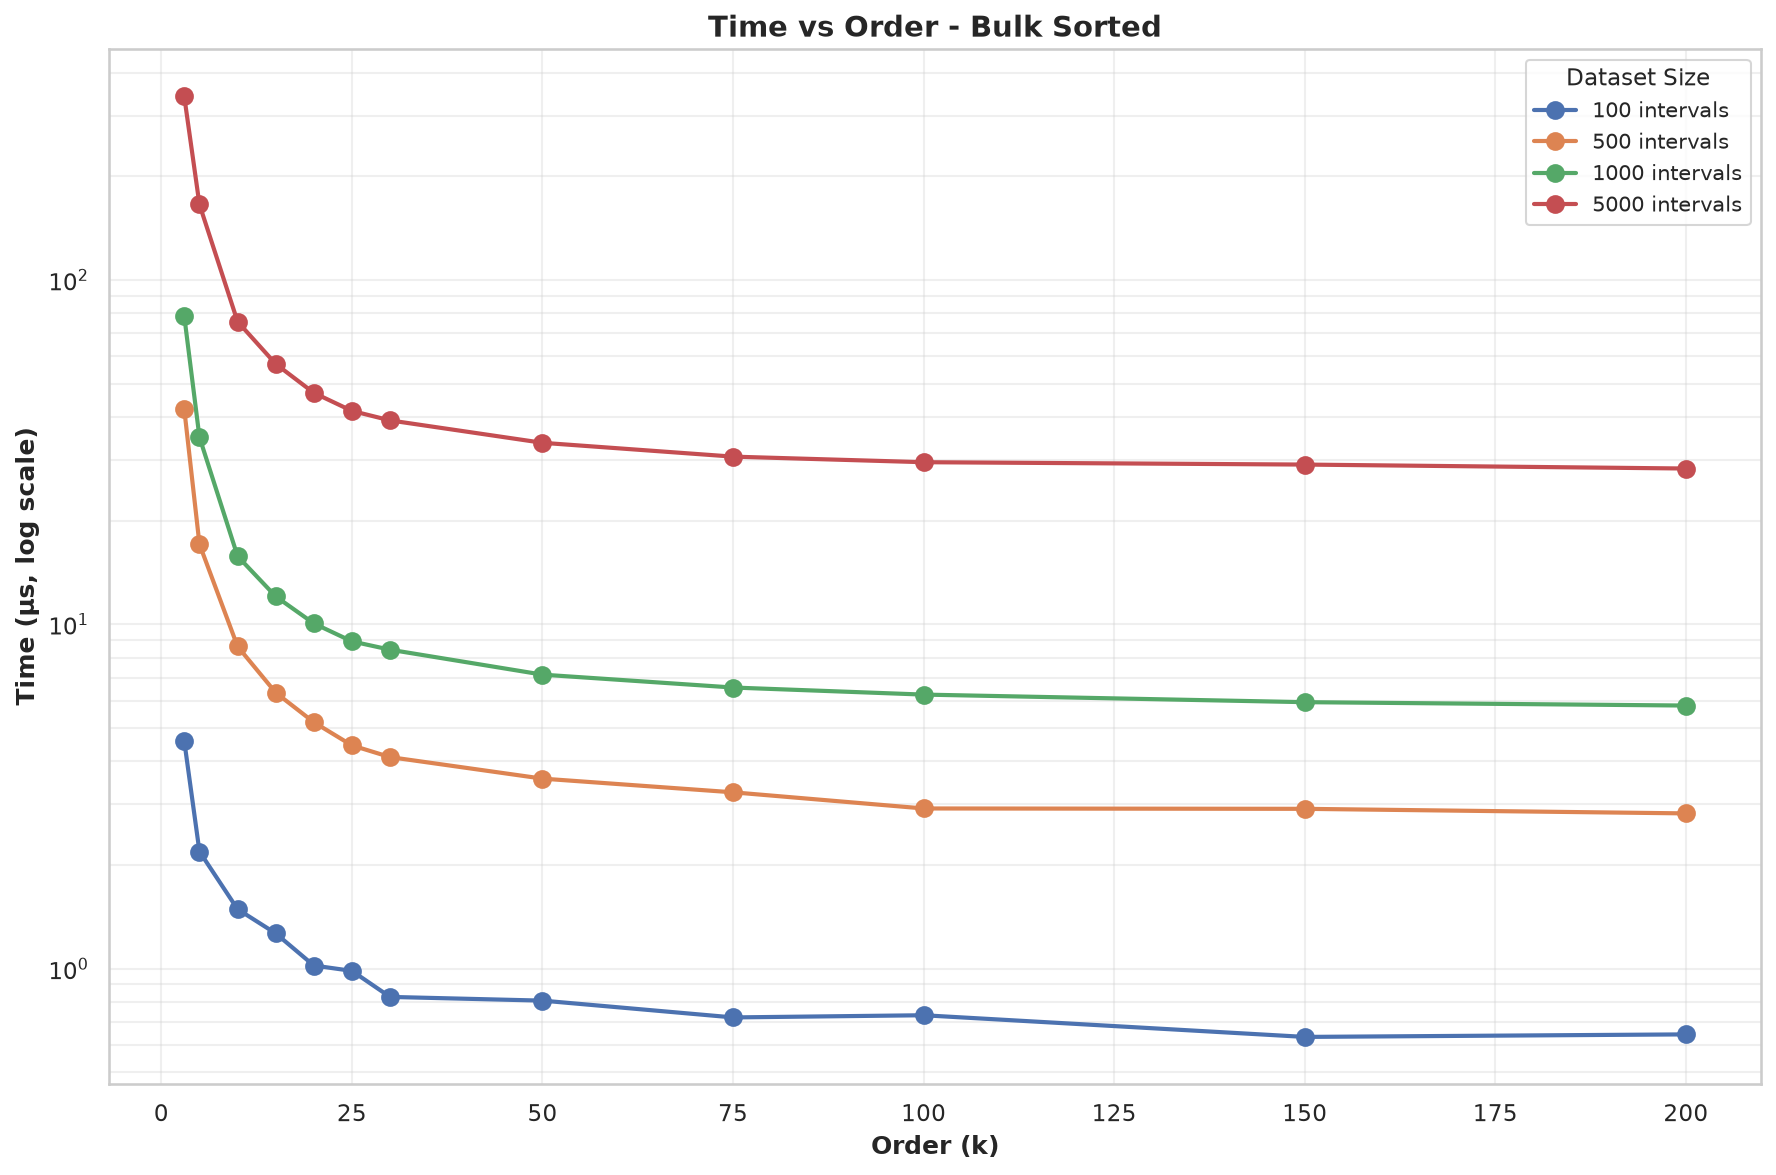 Time vs Order - Bulk Sorted
Dataset Size
100 intervals
500 intervals
1000 intervals
5000 intervals
Time (µs, log scale)
10²
10¹
10⁰
0 25 50 75 100 125 150 175 200
Order (k)